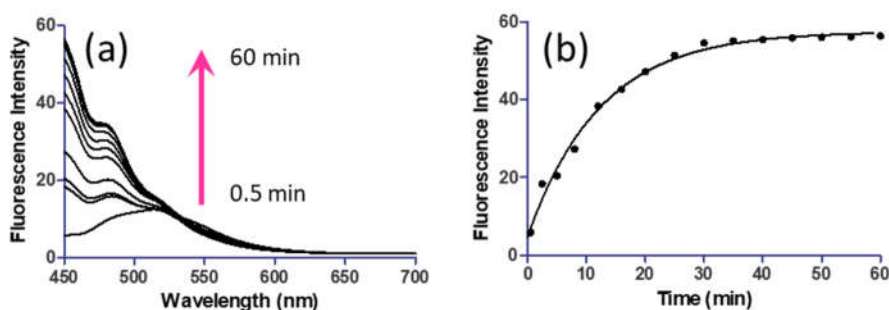 (a)
Fluorescence Intensity
60
40
20
0
60 min
0.5 min
450 500 550 600 650 700
Wavelength (nm)
(b)
Fluorescence Intensity
60
40
20
0
0 10 20 30 40 50 60
Time (min)